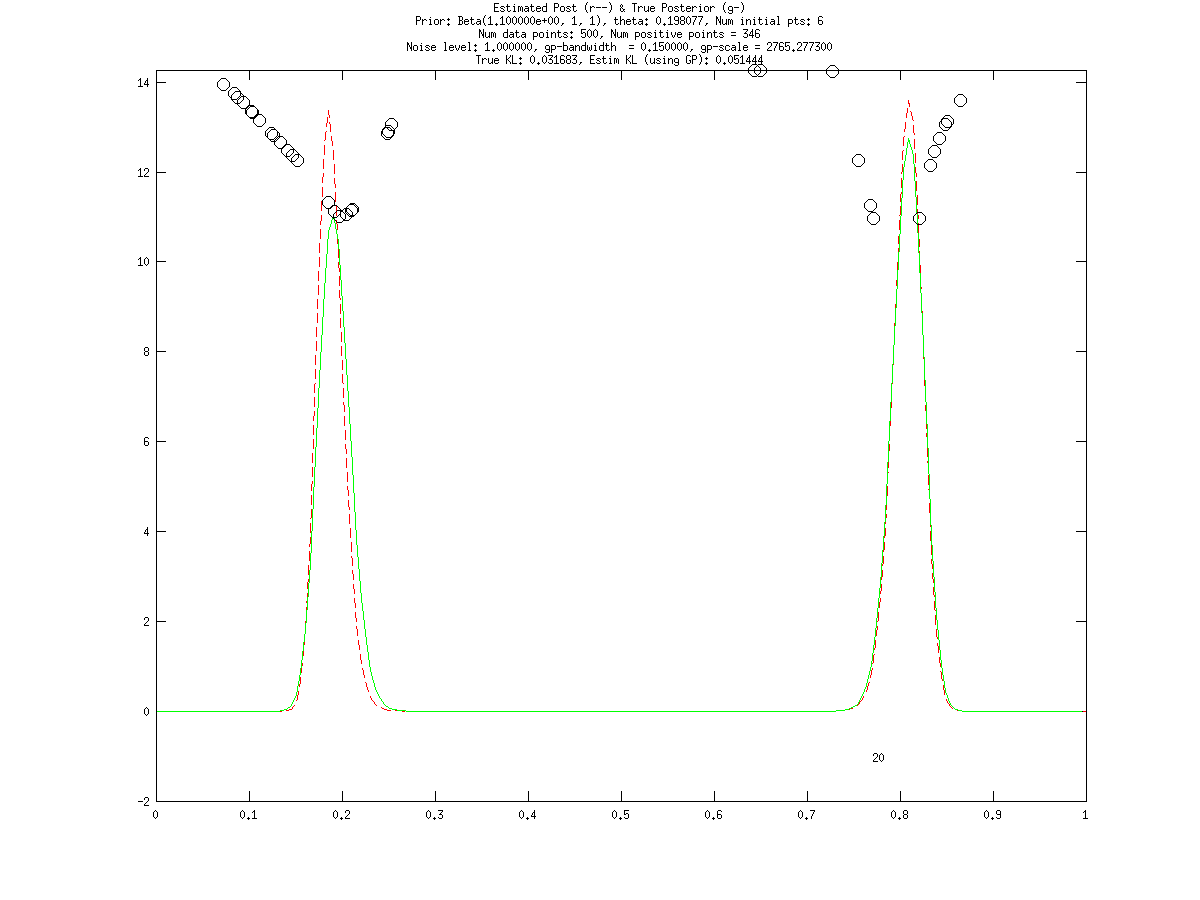 Estimated Post (r--) & True Posterior (g-)
Prior: Beta(1.100000e+00, 1, 1), theta: 0.198077, Num initial pts: 6
Num data points: 500, Num positive points = 346
Noise level: 1.000000, gp-bandwidth  = 0.150000, gp-scale = 2765.277300
True KL: 0.031683, Estim KL (using GP): 0.051444
14
12
10
8
6
4
2
0
20
-2
0 0.1 0.2 0.3 0.4 0.5 0.6 0.7 0.8 0.9 1